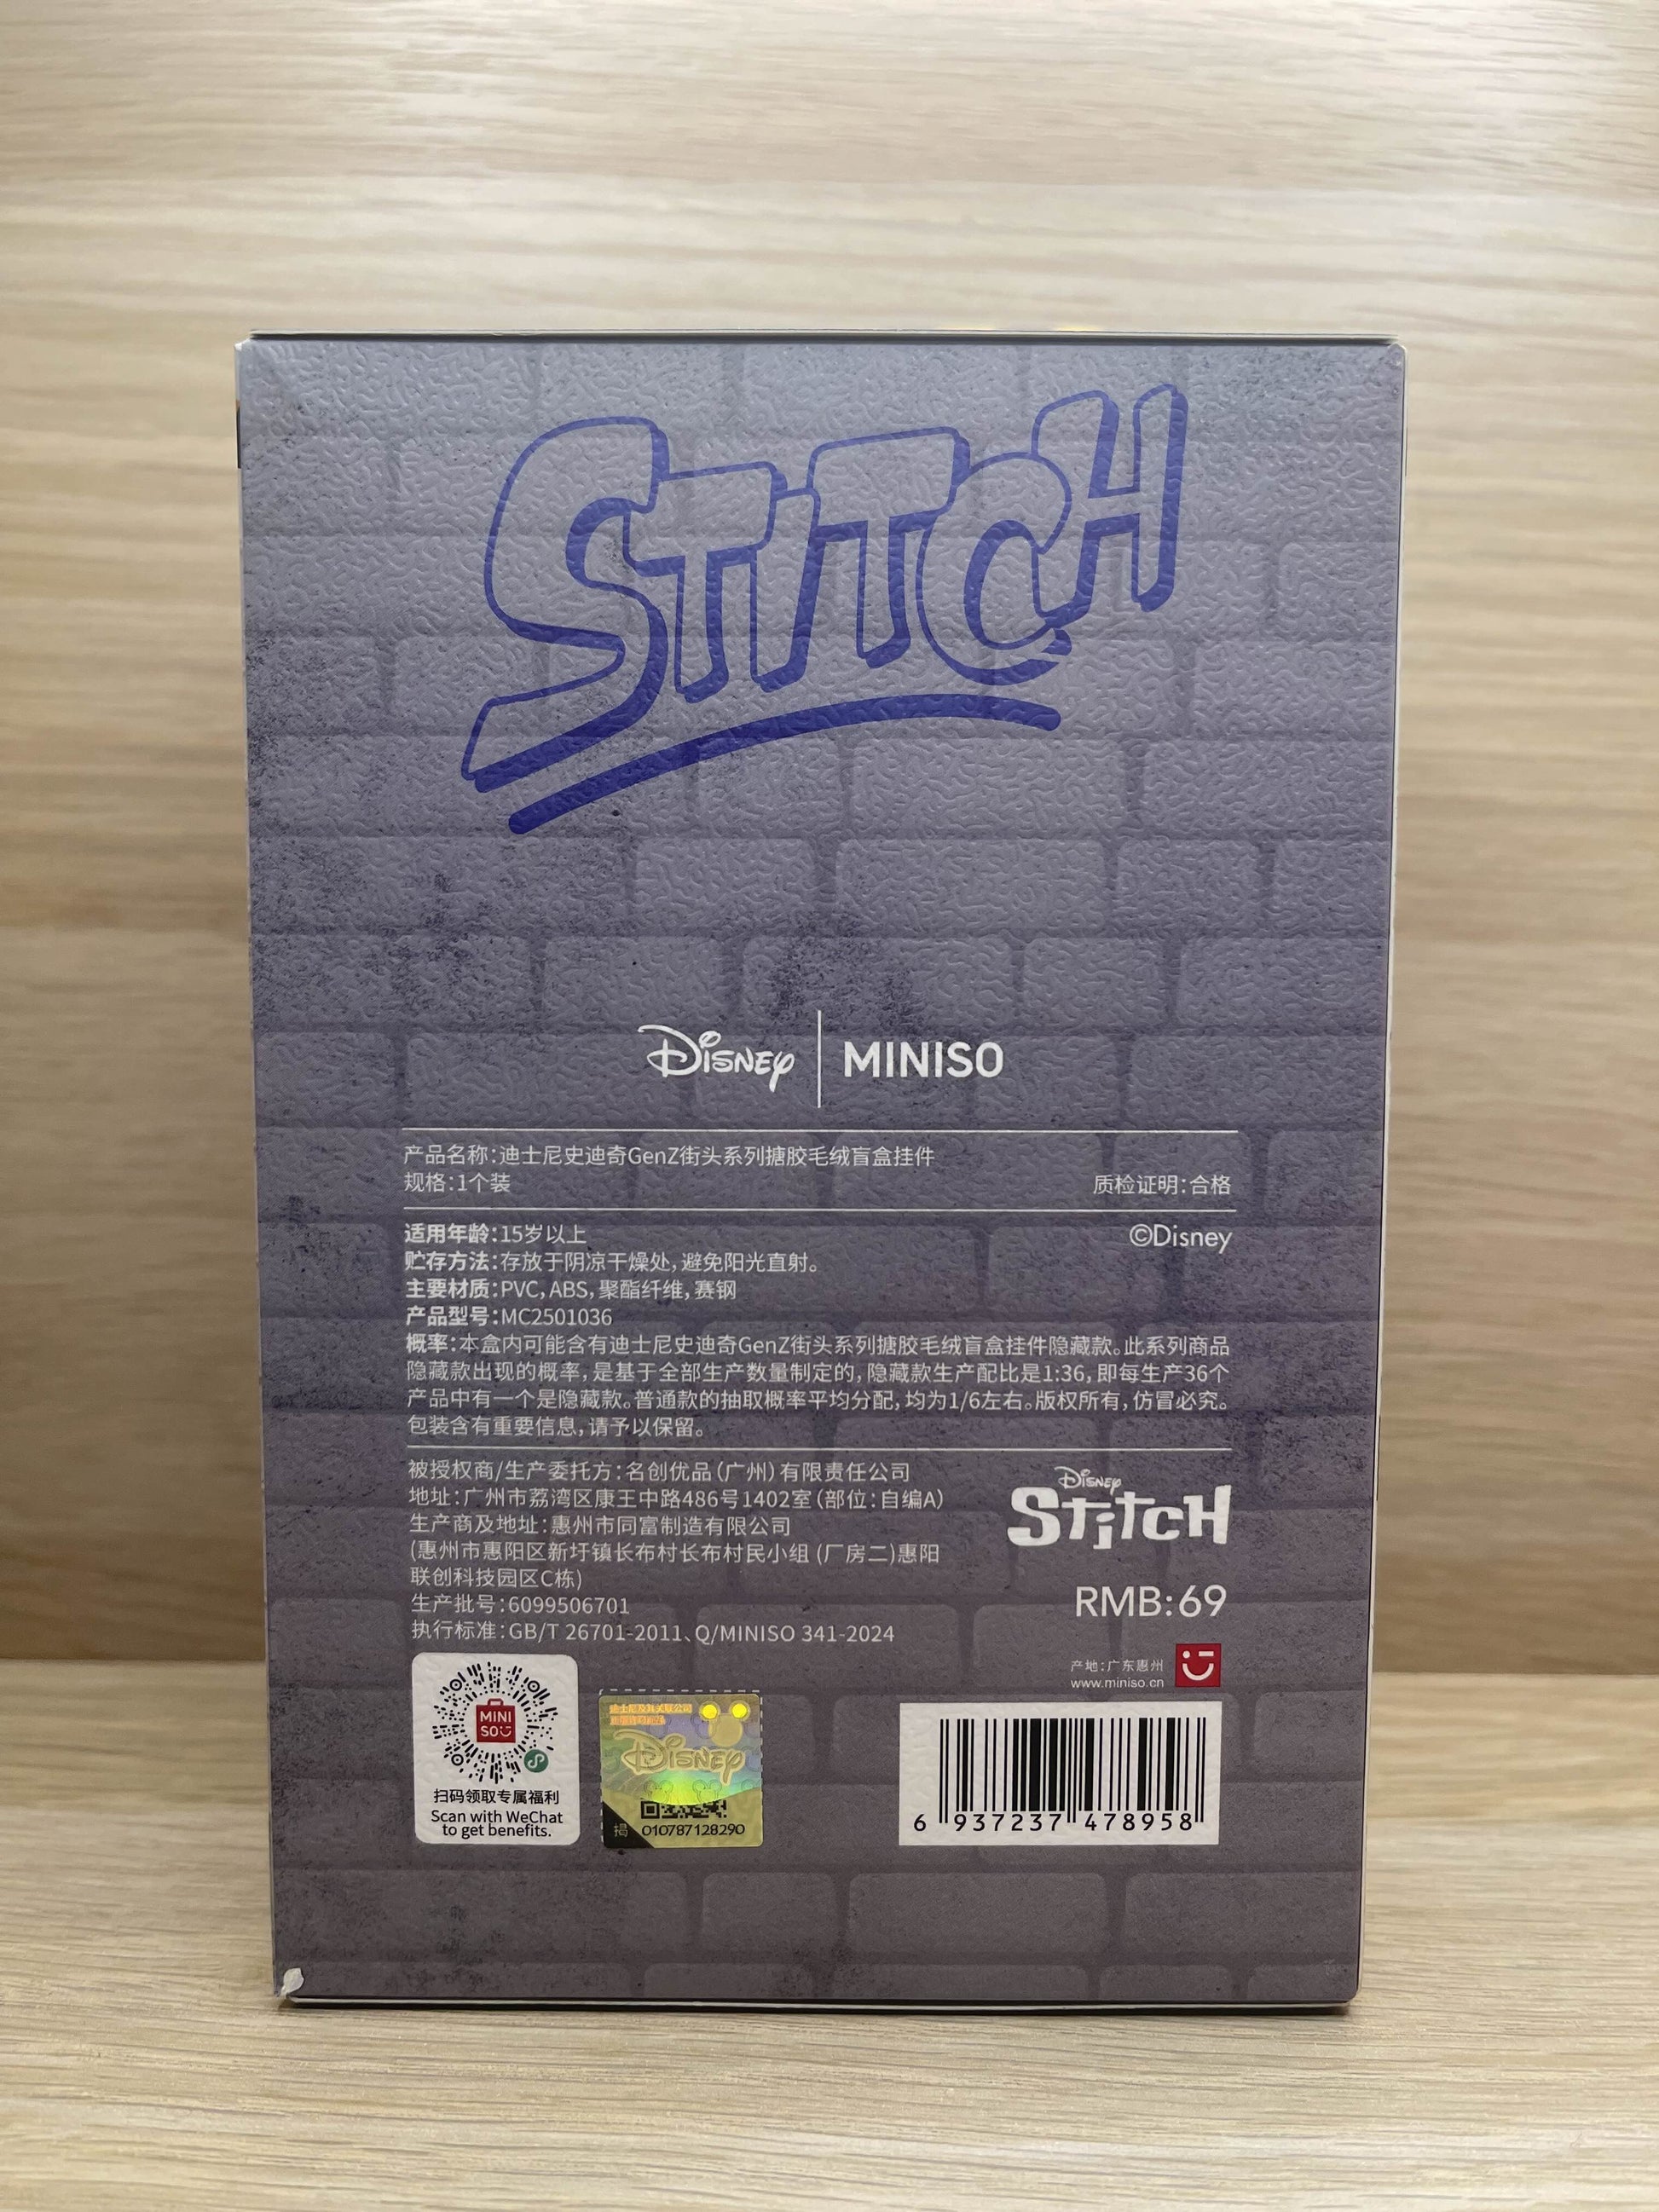 STITCH
Disney | MINISO
产品名称:迪士尼史迪奇GenZ街头系列搪胶毛绒盲盒挂件
规格:1个装
质检证明:合格
适用年龄:15岁以上
©Disney
贮存方法:存放于阴凉干燥处,避免阳光直射。
主要材质:PVC,ABS,聚酯纤维,赛钢
产品型号:MC2501036
概率:本盒内可能含有迪士尼史迪奇GenZ街头系列搪胶毛绒盲盒挂件隐藏款。此系列商品
隐藏款出现的概率,是基于全部生产数量制定的,隐藏款生产配比是1:36,即每生产36个
产品中有一个是隐藏款。普通款的抽取概率平均分配,均为1/6左右。版权所有,仿冒必究。
包装含有重要信息,请予以保留。
被授权商/生产委托方:名创优品(广州)有限责任公司
地址:广州市荔湾区康王中路486号1402室(部位:自编A)
生产商及地址:惠州市同富制造有限公司
(惠州市惠阳区新圩镇长布村长布村民小组 (厂房二)惠阳
联创科技园区C栋)
生产批号:6099506701
执行标准:GB/T 26701-2011、Q/MINISO 341-2024
Disney
Stitch
RMB:69
产地:广东惠州
www.miniso.cn
MINI
SO
扫码领取专属福利
Scan with WeChat
to get benefits.
Disney
揭
010787128290
6 937237 478958